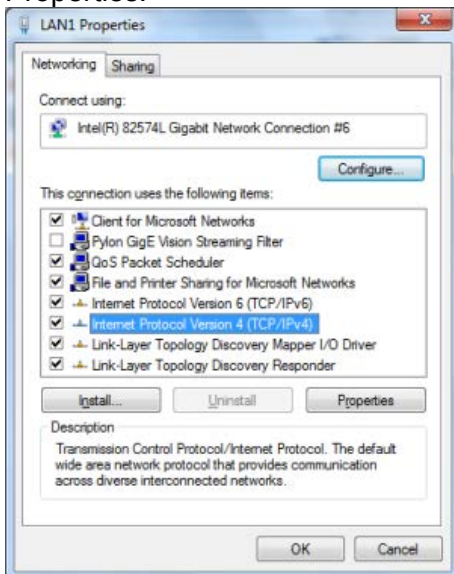 Properties.
LAN1 Properties
Networking Sharing
Connect using:
Intel(R) 82574L Gigabit Network Connection #6
Configure...
This connection uses the following items:
Client for Microsoft Networks
Pylon GigE Vision Streaming Filter
QoS Packet Scheduler
File and Printer Sharing for Microsoft Networks
Internet Protocol Version 6 (TCP/IPv6)
Internet Protocol Version 4 (TCP/IPv4)
Link-Layer Topology Discovery Mapper I/O Driver
Link-Layer Topology Discovery Responder
Install... Uninstall Properties
Description
Transmission Control Protocol/Internet Protocol. The default
wide area network protocol that provides communication
across diverse interconnected networks.
OK Cancel